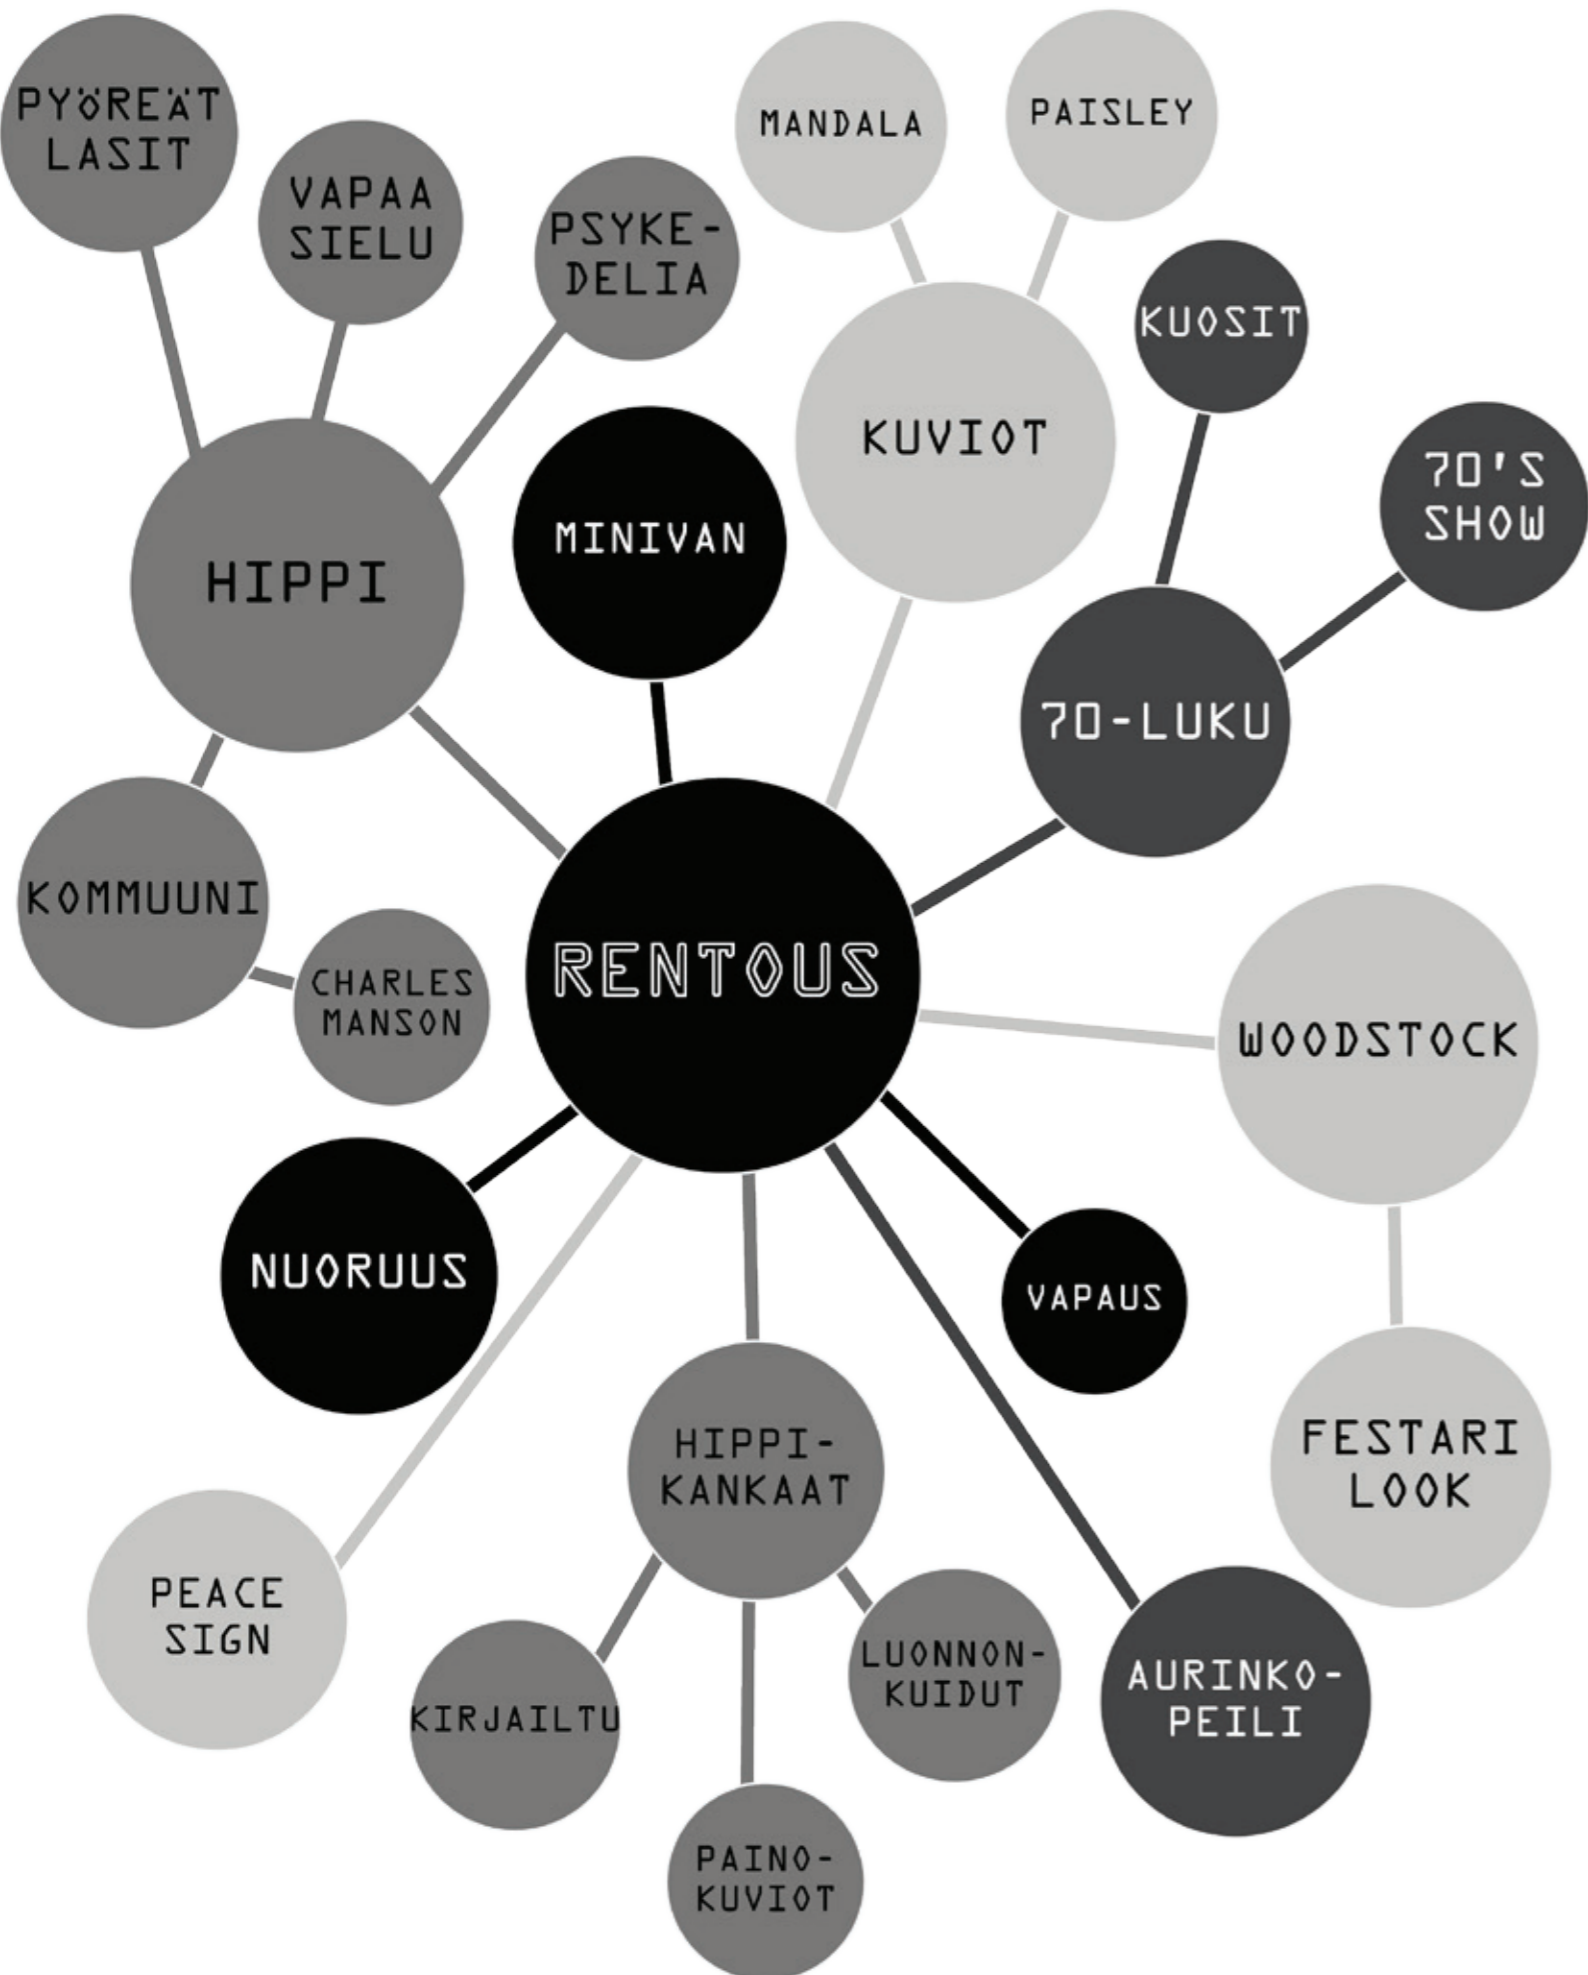 PYÖREÄT
LASIT
VAPAA
SIELU
PSYKE-
DELIA
MANDALA
PAISLEY
KUOSIT
KUVIOT
70'S
SHOW
MINIVAN
HIPPI
70-LUKU
KOMMUUNI
CHARLES
MANSON
RENTOUS
WOODSTOCK
NUORUUS
VAPAUS
HIPPI-
KANKAAT
FESTARI
LOOK
PEACE
SIGN
KIRJAILTU
LUONNON-
KUIDUT
AURINKO-
PEILI
PAINO-
KUVIOT